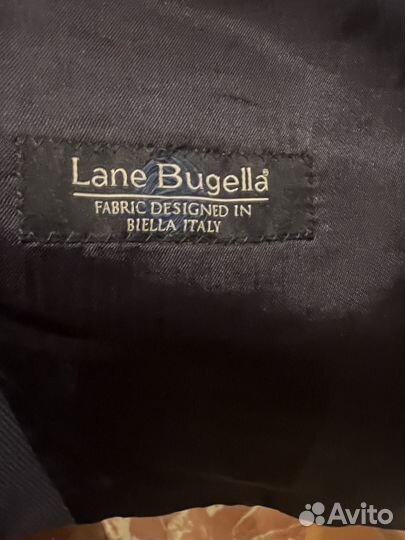 Lane Bugella®
FABRIC DESIGNED IN
BIELLA ITALY
Avito